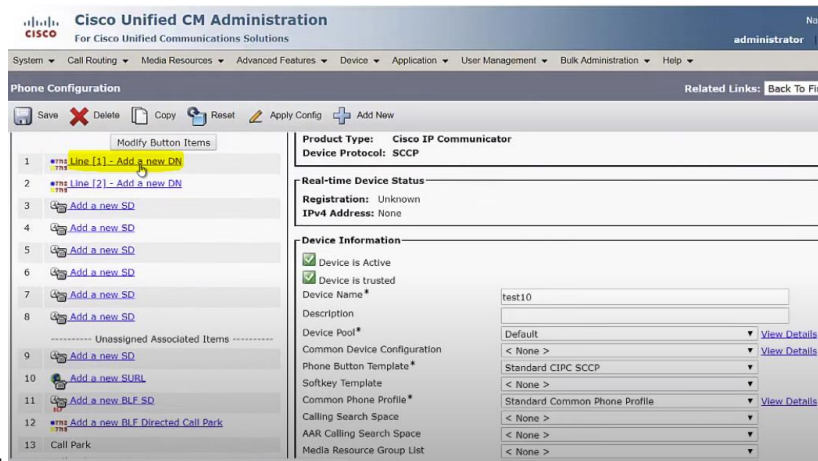 Cisco Unified CM Administration
CISCO
For Cisco Unified Communications Solutions
administrator
System Call Routing Media Resources Advanced Features Device Application User Management Bulk Administration Help
Phone Configuration
Related Links: Back To
Save Delete Copy Reset Apply Config Add New
Modify Button Items
1 Line [1] - Add a new DN
2 Line [2] - Add a new DN
3 Add a new SD
4 Add a new SD
5 Add a new SD
6 Add a new SD
7 Add a new SD
8 Add a new SD
---------- Unassigned Associated Items ----------
9 Add a new SD
10 Add a new SURL
11 Add a new BLF SD
12 Add a new BLF Directed Call Park
13 Call Park
Product Type: Cisco IP Communicator
Device Protocol: SCCP
Real-time Device Status
Registration: Unknown
IPv4 Address: None
Device Information
Device is Active
Device is trusted
Device Name* test10
Description
Device Pool* Default View Details
Common Device Configuration < None > View Details
Phone Button Template* Standard CIPC SCCP
Softkey Template < None >
Common Phone Profile* Standard Common Phone Profile View Details
Calling Search Space < None >
AAR Calling Search Space < None >
Media Resource Group List < None >